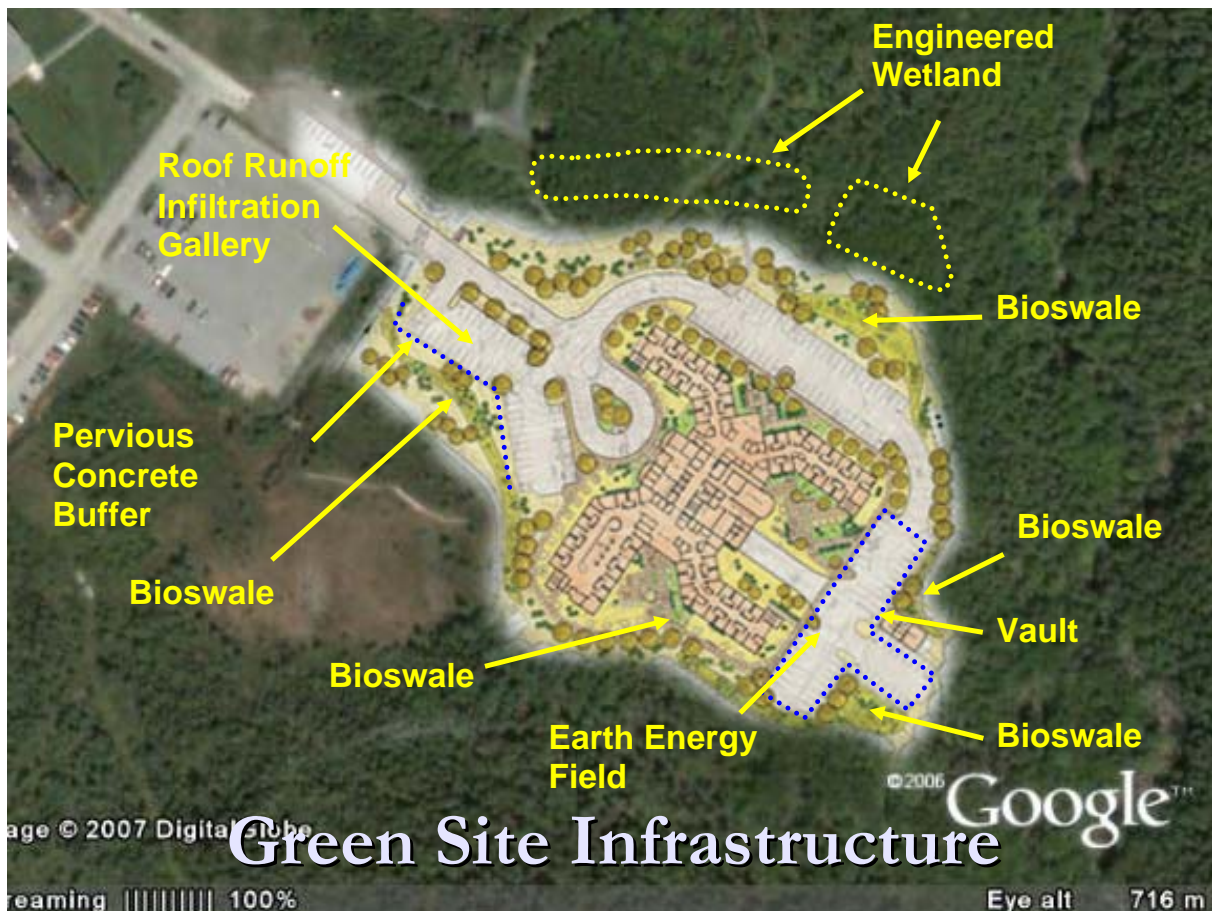 Engineered
Wetland
Roof Runoff
Infiltration
Gallery
Bioswale
Pervious
Concrete
Buffer
Bioswale
Bioswale
Vault
Bioswale
Earth Energy
Field
Bioswale
©2006 Google™
age © 2007 DigitalGlobe
Green Site Infrastructure
reaming |||||||||| 100%
Eye alt 716 m